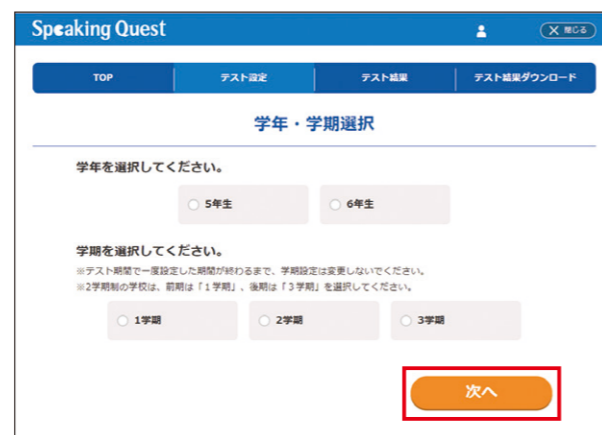 Speaking Quest
× 閉じる
TOP テスト設定 テスト結果 テスト結果ダウンロード
学年・学期選択
学年を選択してください。
5年生 6年生
学期を選択してください。
※テスト期間で一度設定した期間が終わるまで、学期設定は変更しないでください。
※2学期制の学校は、前期は「1学期」、後期は「3学期」を選択してください。
1学期 2学期 3学期
次へ